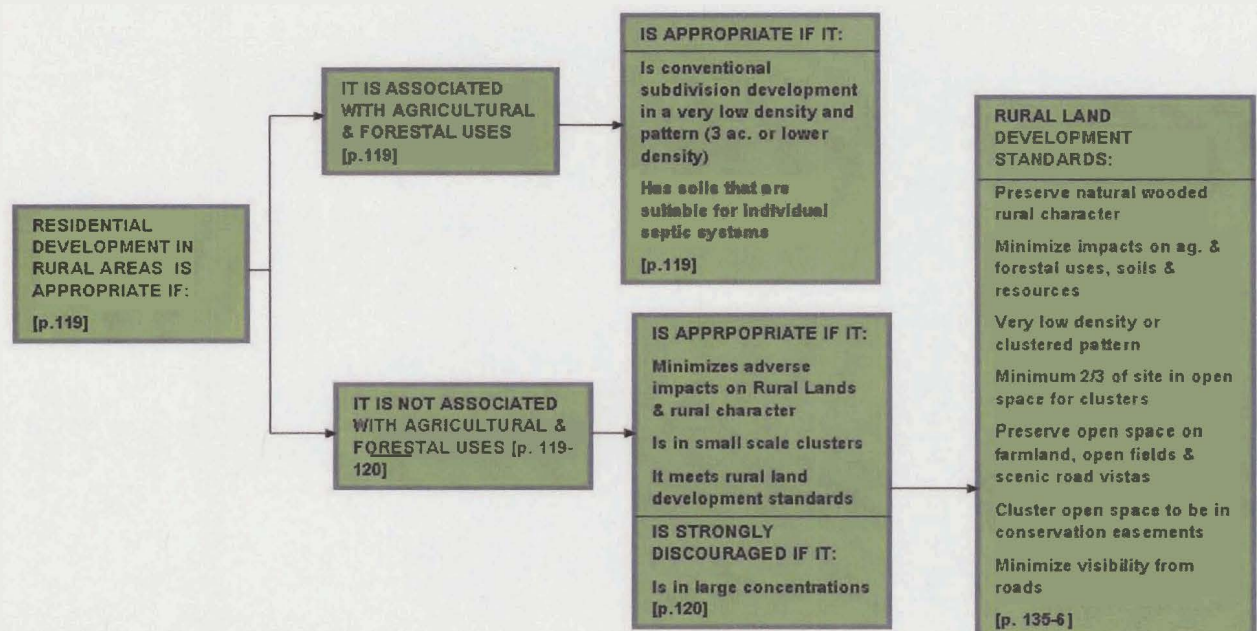 RESIDENTIAL
DEVELOPMENT IN
RURAL AREAS IS
APPROPRIATE IF:
[p.119]
IT IS ASSOCIATED
WITH AGRICULTURAL
& FORESTAL USES
[p.119]
IS APPROPRIATE IF IT:
Is conventional
subdivision development
in a very low density and
pattern (3 ac. or lower
density)
Has soils that are
suitable for individual
septic systems
[p.119]
IT IS NOT ASSOCIATED
WITH AGRICULTURAL &
FORESTAL USES [p. 119-
120]
IS APPRPOPRIATE IF IT:
Minimizes adverse
impacts on Rural Lands
& rural character
Is in small scale clusters
It meets rural land
development standards
IS STRONGLY
DISCOURAGED IF IT:
Is in large concentrations
[p.120]
RURAL LAND
DEVELOPMENT
STANDARDS:
Preserve natural wooded
rural character
Minimize impacts on ag. &
forestal uses, soils &
resources
Very low density or
clustered pattern
Minimum 2/3 of site in open
space for clusters
Preserve open space on
farmland, open fields &
scenic road vistas
Cluster open space to be in
conservation easements
Minimize visibility from
roads
[p. 135-6]